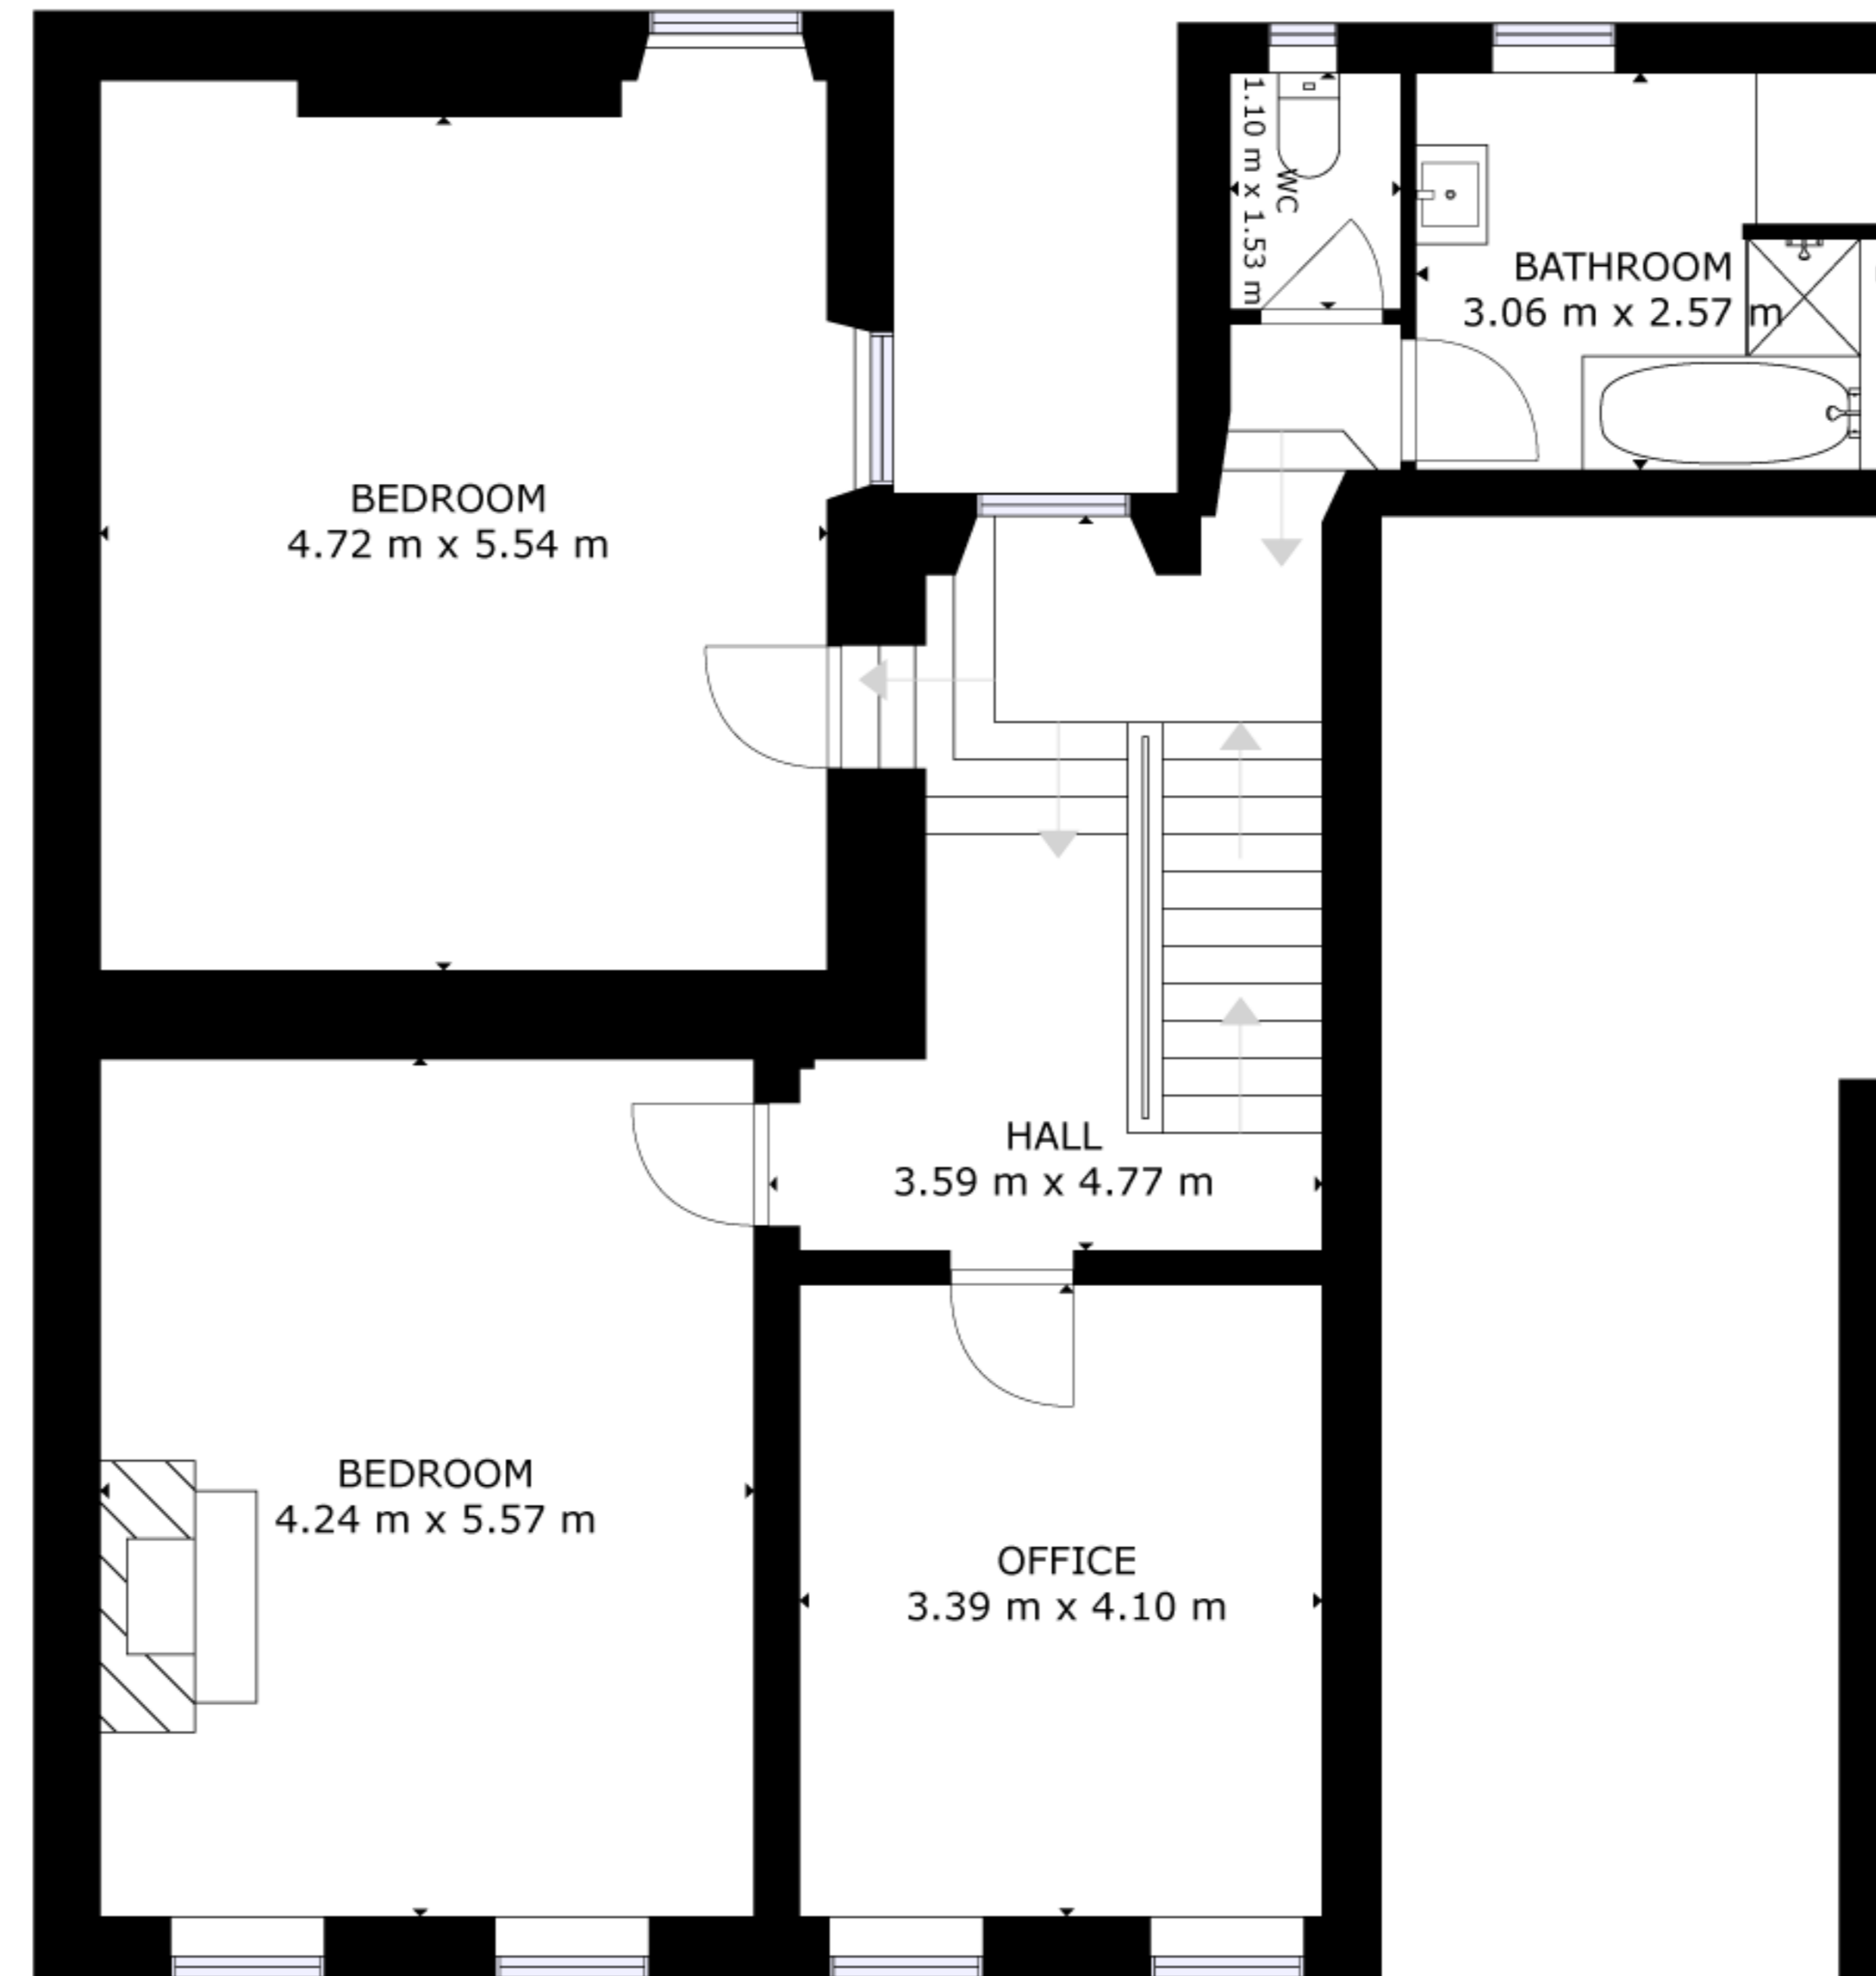 1.10 m x 1.53 m
WC
BATHROOM
3.06 m x 2.57 m
BEDROOM
4.72 m x 5.54 m
HALL
3.59 m x 4.77 m
BEDROOM
4.24 m x 5.57 m
OFFICE
3.39 m x 4.10 m